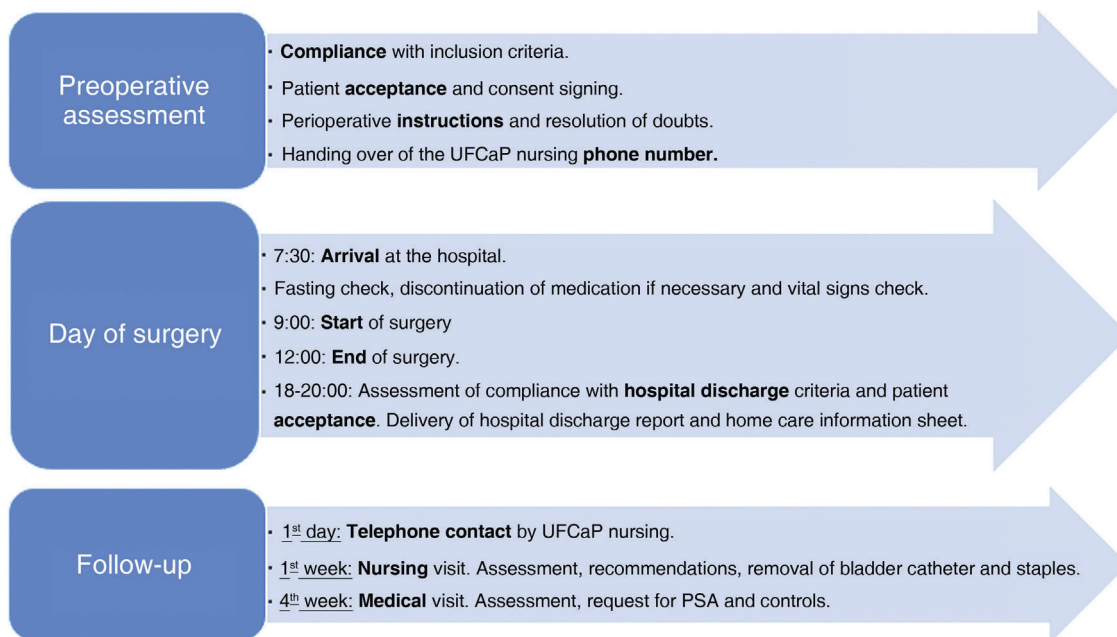 Preoperative
assessment
· Compliance with inclusion criteria.
· Patient acceptance and consent signing.
· Perioperative instructions and resolution of doubts.
· Handing over of the UFCaP nursing phone number.
Day of surgery
· 7:30: Arrival at the hospital.
· Fasting check, discontinuation of medication if necessary and vital signs check.
· 9:00: Start of surgery
· 12:00: End of surgery.
· 18-20:00: Assessment of compliance with hospital discharge criteria and patient
acceptance. Delivery of hospital discharge report and home care information sheet.
Follow-up
· 1st day: Telephone contact by UFCaP nursing.
· 1st week: Nursing visit. Assessment, recommendations, removal of bladder catheter and staples.
· 4th week: Medical visit. Assessment, request for PSA and controls.